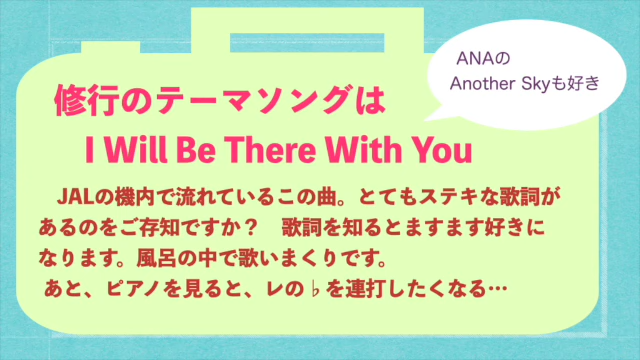 ANAの
Another Skyも好き
修行のテーマソングは
I Will Be There With You
JALの機内で流れているこの曲。とてもステキな歌詞が
あるのをご存知ですか？　歌詞を知るとますます好きに
なります。風呂の中で歌いまくりです。
あと、ピアノを見ると、レの♭を連打したくなる…